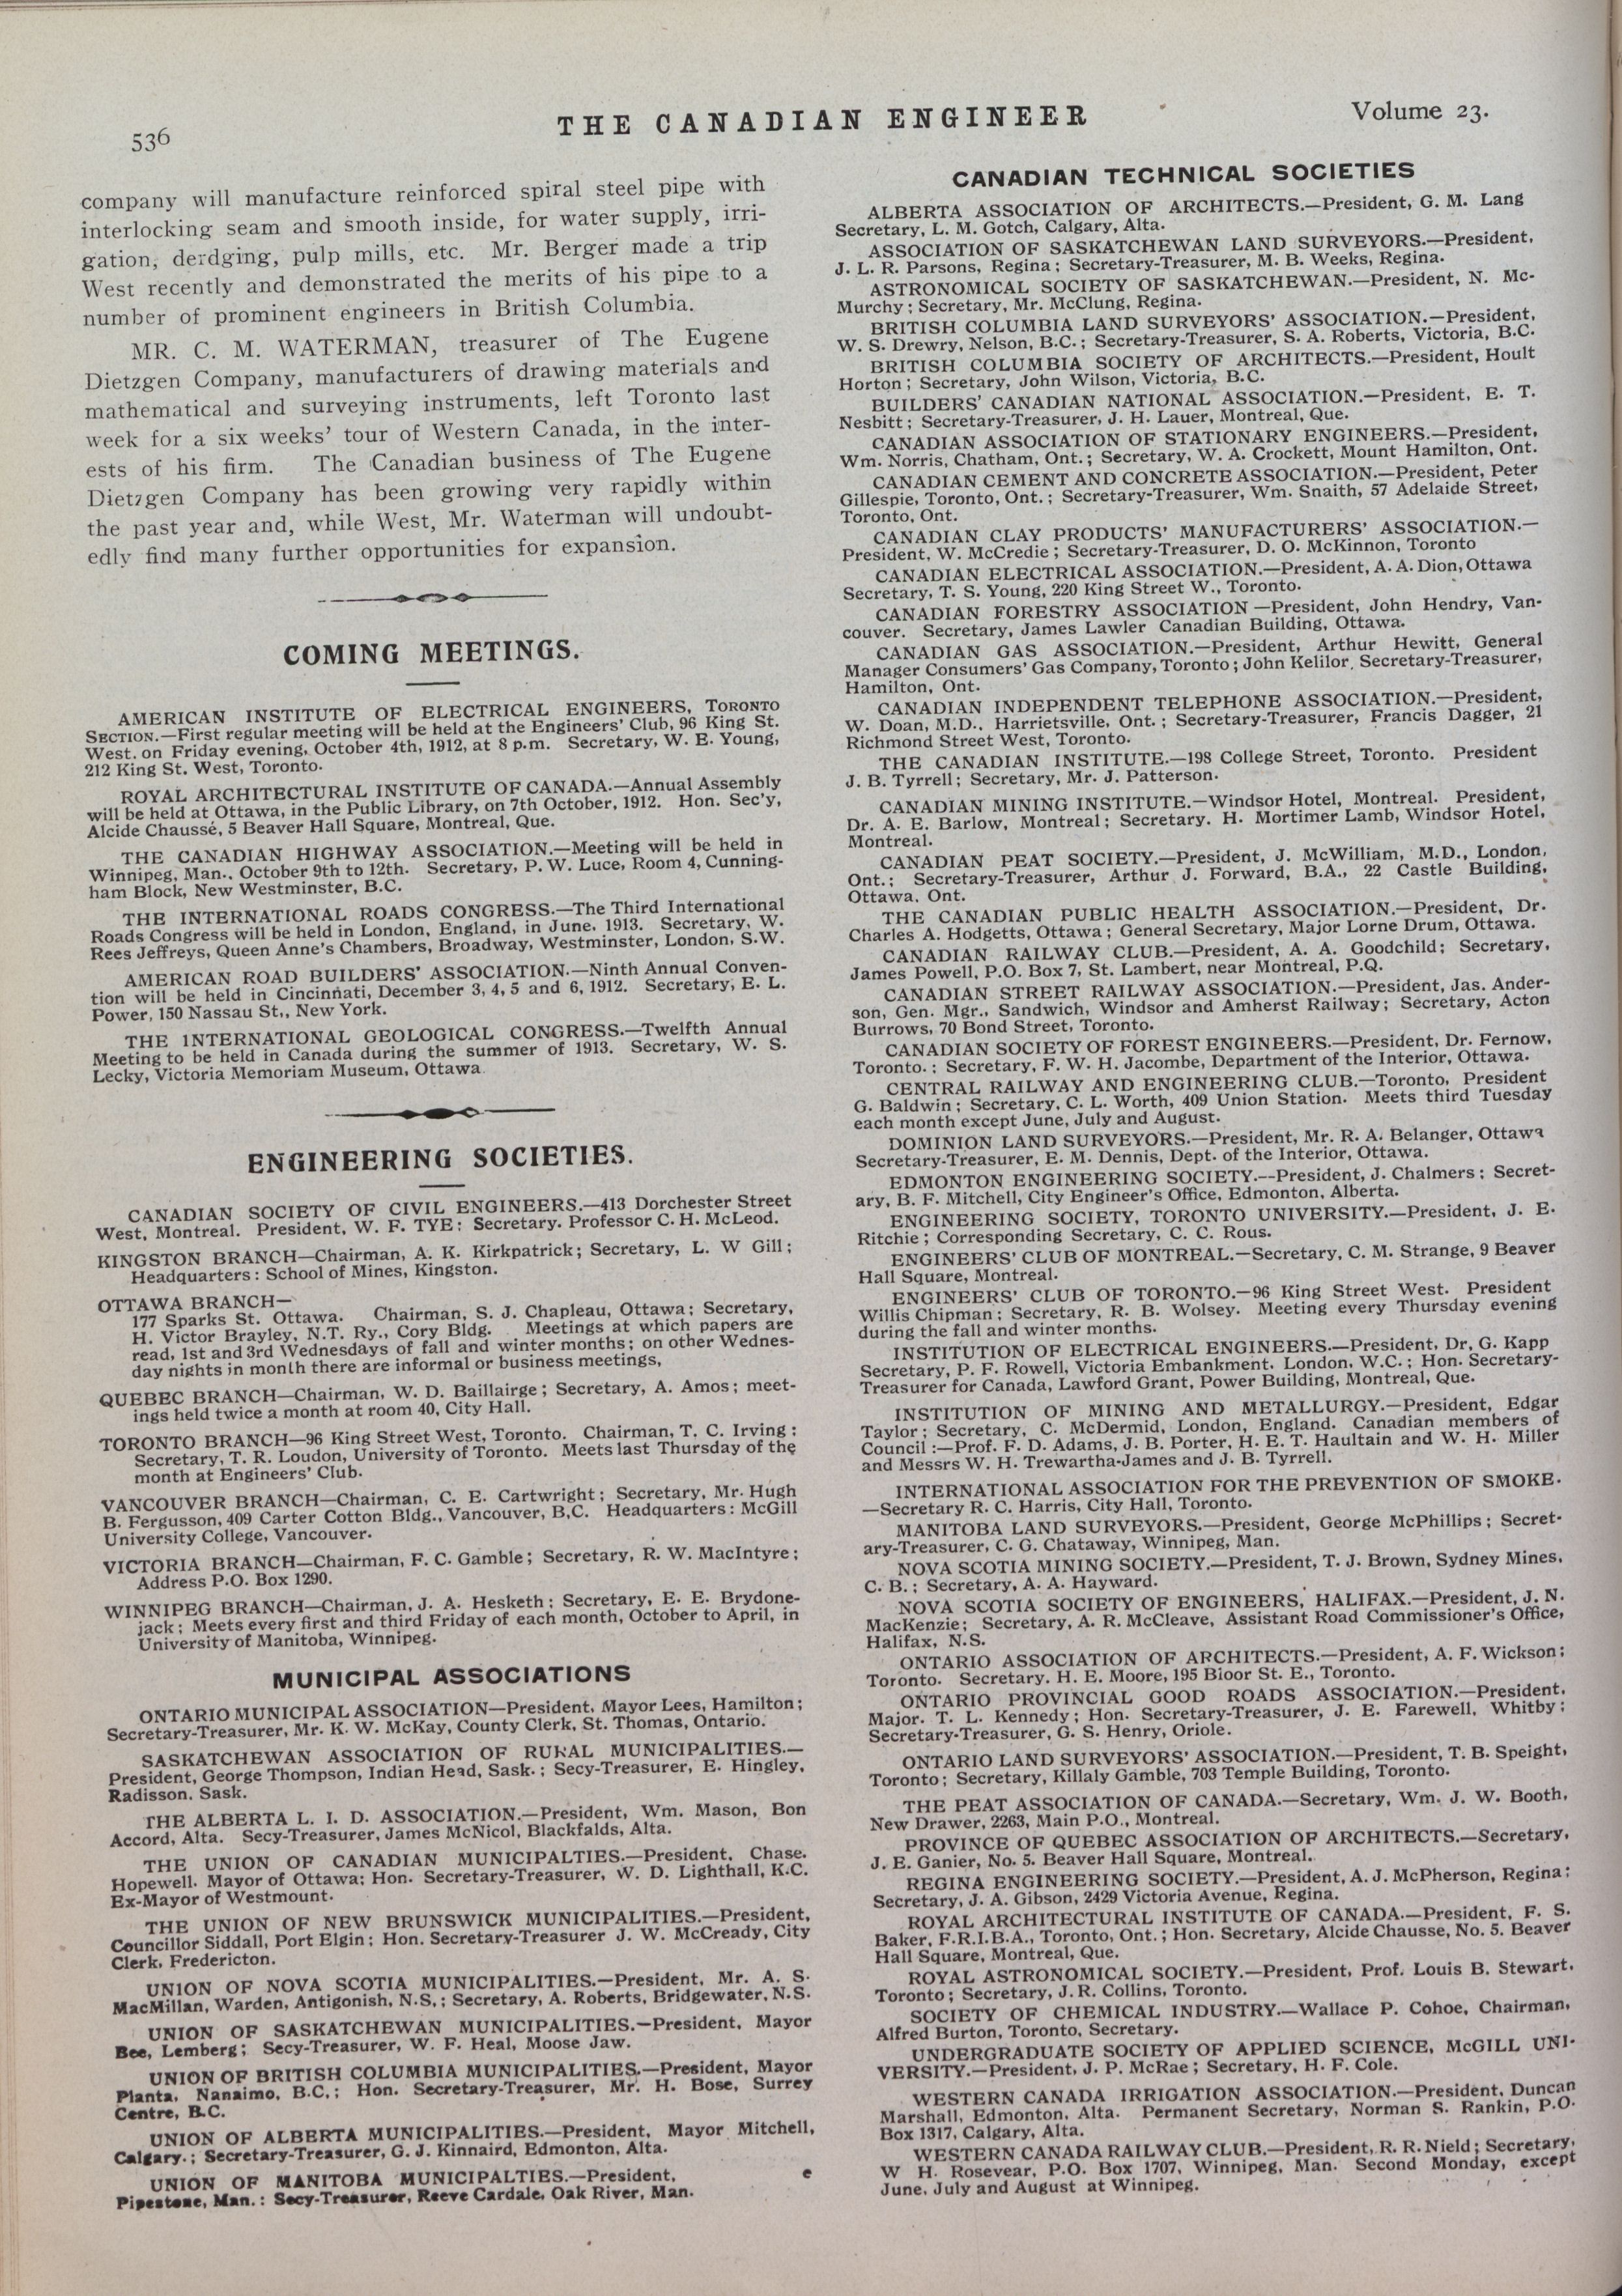 536
THE CANADIAN ENGINEER
Volume 23.
company will manufacture reinforced spiral steel pipe with
interlocking seam and smooth inside, for water supply, irri-
gation, derdging, pulp mills, etc. Mr. Berger made a trip
West recently and demonstrated the merits of his pipe to a
number of prominent engineers in British Columbia.
MR. C. M. WATERMAN, treasurer of The Eugene
Dietzgen Company, manufacturers of drawing materials and
mathematical and surveying instruments, left Toronto last
week for a six weeks' tour of Western Canada, in the inter-
ests of his firm. The Canadian business of The Eugene
Dietzgen Company has been growing very rapidly within
the past year and, while West, Mr. Waterman will undoubt-
edly find many further opportunities for expansion.
COMING MEETINGS.
AMERICAN INSTITUTE OF ELECTRICAL ENGINEERS, TORONTO
SECTION.—First regular meeting will be held at the Engineers' Club, 96 King St.
West. on Friday evening, October 4th, 1912, at 8 p.m. Secretary, W. E. Young,
212 King St. West, Toronto.
ROYAL ARCHITECTURAL INSTITUTE OF CANADA.—Annual Assembly
will be held at Ottawa, in the Public Library, on 7th October, 1912. Hon. Sec'y,
Alcide Chaussé, 5 Beaver Hall Square, Montreal, Que.
THE CANADIAN HIGHWAY ASSOCIATION.—Meeting will be held in
Winnipeg, Man., October 9th to 12th. Secretary, P. W. Luce, Room 4, Cunning-
ham Block, New Westminster, B.C.
THE INTERNATIONAL ROADS CONGRESS.—The Third International
Roads Congress will be held in London, England, in June, 1913. Secretary, W.
Rees Jeffreys, Queen Anne's Chambers, Broadway, Westminster, London, S.W.
AMERICAN ROAD BUILDERS' ASSOCIATION.—Ninth Annual Conven-
tion will be held in Cincinnati, December 3, 4, 5 and 6, 1912. Secretary, E. L.
Power, 150 Nassau St., New York.
THE INTERNATIONAL GEOLOGICAL CONGRESS.—Twelfth Annual
Meeting to be held in Canada during the summer of 1913. Secretary, W. S.
Lecky, Victoria Memoriam Museum, Ottawa
ENGINEERING SOCIETIES.
CANADIAN SOCIETY OF CIVIL ENGINEERS.—413 Dorchester Street
West, Montreal. President, W. F. TYE; Secretary. Professor C. H. McLeod.
KINGSTON BRANCH—Chairman, A. K. Kirkpatrick; Secretary, L. W Gill;
Headquarters: School of Mines, Kingston.
OTTAWA BRANCH—
177 Sparks St. Ottawa. Chairman, S. J. Chapleau, Ottawa; Secretary,
H. Victor Brayley, N.T. Ry., Cory Bldg. Meetings at which papers are
read, 1st and 3rd Wednesdays of fall and winter months; on other Wednes-
day nights in month there are informal or business meetings,
QUEBEC BRANCH—Chairman, W. D. Baillairge; Secretary, A. Amos; meet-
ings held twice a month at room 40, City Hall.
TORONTO BRANCH—96 King Street West, Toronto. Chairman, T. C. Irving;
Secretary, T. R. Loudon, University of Toronto. Meets last Thursday of the
month at Engineers' Club.
VANCOUVER BRANCH—Chairman, C. E. Cartwright; Secretary, Mr. Hugh
B. Fergusson, 409 Carter Cotton Bldg., Vancouver, B.C. Headquarters: McGill
University College, Vancouver.
VICTORIA BRANCH—Chairman, F. C. Gamble; Secretary, R. W. MacIntyre;
Address P.O. Box 1290.
WINNIPEG BRANCH—Chairman, J. A. Hesketh; Secretary, E. E. Brydone-
jack; Meets every first and third Friday of each month, October to April, in
University of Manitoba, Winnipeg.
MUNICIPAL ASSOCIATIONS
ONTARIO MUNICIPAL ASSOCIATION—President, Mayor Lees, Hamilton;
Secretary-Treasurer, Mr. K. W. McKay, County Clerk, St. Thomas, Ontario.
SASKATCHEWAN ASSOCIATION OF RURAL MUNICIPALITIES.—
President, George Thompson, Indian Head, Sask.; Secy-Treasurer, E. Hingley,
Radisson, Sask.
THE ALBERTA L. I. D. ASSOCIATION.—President, Wm. Mason, Bon
Accord, Alta. Secy-Treasurer, James McNicol, Blackfalds, Alta.
THE UNION OF CANADIAN MUNICIPALTIES.—President, Chase.
Hopewell, Mayor of Ottawa; Hon. Secretary-Treasurer, W. D. Lighthall, K.C.
Ex-Mayor of Westmount.
THE UNION OF NEW BRUNSWICK MUNICIPALITIES.—President,
Councillor Siddall, Port Elgin; Hon. Secretary-Treasurer J. W. McCready, City
Clerk, Fredericton.
UNION OF NOVA SCOTIA MUNICIPALITIES.—President, Mr. A. S.
MacMillan, Warden, Antigonish, N.S.; Secretary, A. Roberts, Bridgewater, N.S.
UNION OF SASKATCHEWAN MUNICIPALITIES.—President, Mayor
Bee, Lemberg; Secy-Treasurer, W. F. Heal, Moose Jaw.
UNION OF BRITISH COLUMBIA MUNICIPALITIES.—President, Mayor
Planta, Nanaimo, B.C.; Hon. Secretary-Treasurer, Mr. H. Bose, Surrey
Centre, B.C.
UNION OF ALBERTA MUNICIPALITIES.—President, Mayor Mitchell,
Calgary.; Secretary-Treasurer, G. J. Kinnaird, Edmonton, Alta.
UNION OF MANITOBA MUNICIPALTIES.—President, e
Pipestone, Man.: Secy-Treasurer, Reeve Cardale, Oak River, Man.
CANADIAN TECHNICAL SOCIETIES
ALBERTA ASSOCIATION OF ARCHITECTS.—President, G. M. Lang
Secretary, L. M. Gotch, Calgary, Alta.
ASSOCIATION OF SASKATCHEWAN LAND SURVEYORS.—President,
J. L. R. Parsons, Regina; Secretary-Treasurer, M. B. Weeks, Regina.
ASTRONOMICAL SOCIETY OF SASKATCHEWAN.—President, N. Mc-
Murchy; Secretary, Mr. McClung, Regina.
BRITISH COLUMBIA LAND SURVEYORS' ASSOCIATION.—President,
W. S. Drewry, Nelson, B.C.; Secretary-Treasurer, S. A. Roberts, Victoria, B.C.
BRITISH COLUMBIA SOCIETY OF ARCHITECTS.—President, Hoult
Horton; Secretary, John Wilson, Victoria, B.C.
BUILDERS' CANADIAN NATIONAL ASSOCIATION.—President, E. T.
Nesbitt; Secretary-Treasurer, J. H. Lauer, Montreal, Que.
CANADIAN ASSOCIATION OF STATIONARY ENGINEERS.—President,
Wm. Norris, Chatham, Ont.; Secretary, W. A. Crockett, Mount Hamilton, Ont.
CANADIAN CEMENT AND CONCRETE ASSOCIATION.—President, Peter
Gillespie, Toronto, Ont.; Secretary-Treasurer, Wm. Snaith, 57 Adelaide Street,
Toronto, Ont.
CANADIAN CLAY PRODUCTS' MANUFACTURERS' ASSOCIATION.—
President, W. McCredie; Secretary-Treasurer, D. O. McKinnon, Toronto
CANADIAN ELECTRICAL ASSOCIATION.—President, A. A. Dion, Ottawa
Secretary, T. S. Young, 220 King Street W., Toronto.
CANADIAN FORESTRY ASSOCIATION —President, John Hendry, Van-
couver. Secretary, James Lawler Canadian Building, Ottawa.
CANADIAN GAS ASSOCIATION.—President, Arthur Hewitt, General
Manager Consumers' Gas Company, Toronto; John Kelilor, Secretary-Treasurer,
Hamilton, Ont.
CANADIAN INDEPENDENT TELEPHONE ASSOCIATION.—President,
W. Doan, M.D., Harrietsville, Ont.; Secretary-Treasurer, Francis Dagger, 21
Richmond Street West, Toronto.
THE CANADIAN INSTITUTE.—198 College Street, Toronto. President
J. B. Tyrrell; Secretary, Mr. J. Patterson.
CANADIAN MINING INSTITUTE.—Windsor Hotel, Montreal. President,
Dr. A. E. Barlow, Montreal; Secretary. H. Mortimer Lamb, Windsor Hotel,
Montreal.
CANADIAN PEAT SOCIETY.—President, J. McWilliam, M.D., London,
Ont.; Secretary-Treasurer, Arthur J. Forward, B.A., 22 Castle Building,
Ottawa, Ont.
THE CANADIAN PUBLIC HEALTH ASSOCIATION.—President, Dr.
Charles A. Hodgetts, Ottawa; General Secretary, Major Lorne Drum, Ottawa.
CANADIAN RAILWAY CLUB.—President, A. A. Goodchild; Secretary,
James Powell, P.O. Box 7, St. Lambert, near Montreal, P.Q.
CANADIAN STREET RAILWAY ASSOCIATION.—President, Jas. Ander-
son, Gen. Mgr., Sandwich, Windsor and Amherst Railway; Secretary, Acton
Burrows, 70 Bond Street, Toronto.
CANADIAN SOCIETY OF FOREST ENGINEERS.—President, Dr. Fernow,
Toronto.; Secretary, F. W. H. Jacombe, Department of the Interior, Ottawa.
CENTRAL RAILWAY AND ENGINEERING CLUB.—Toronto, President
G. Baldwin; Secretary, C. L. Worth, 409 Union Station. Meets third Tuesday
each month except June, July and August.
DOMINION LAND SURVEYORS.—President, Mr. R. A. Belanger, Ottawa
Secretary-Treasurer, E. M. Dennis, Dept. of the Interior, Ottawa.
EDMONTON ENGINEERING SOCIETY.--President, J. Chalmers; Secret-
ary, B. F. Mitchell, City Engineer's Office, Edmonton, Alberta.
ENGINEERING SOCIETY, TORONTO UNIVERSITY.—President, J. E.
Ritchie; Corresponding Secretary, C. C. Rous.
ENGINEERS' CLUB OF MONTREAL.—Secretary, C. M. Strange, 9 Beaver
Hall Square, Montreal.
ENGINEERS' CLUB OF TORONTO.—96 King Street West. President
Willis Chipman; Secretary, R. B. Wolsey. Meeting every Thursday evening
during the fall and winter months.
INSTITUTION OF ELECTRICAL ENGINEERS.—President, Dr, G. Kapp
Secretary, P. F. Rowell, Victoria Embankment, London, W.C.; Hon. Secretary-
Treasurer for Canada, Lawford Grant, Power Building, Montreal, Que.
INSTITUTION OF MINING AND METALLURGY.—President, Edgar
Taylor; Secretary, C. McDermid, London, England. Canadian members of
Council:—Prof. F. D. Adams, J. B. Porter, H. E. T. Haultain and W. H. Miller
and Messrs W. H. Trewartha-James and J. B. Tyrrell.
INTERNATIONAL ASSOCIATION FOR THE PREVENTION OF SMOKE.
—Secretary R. C. Harris, City Hall, Toronto.
MANITOBA LAND SURVEYORS.—President, George McPhillips; Secret-
ary-Treasurer, C. G. Chataway, Winnipeg, Man.
NOVA SCOTIA MINING SOCIETY.—President, T. J. Brown, Sydney Mines,
C. B.; Secretary, A. A. Hayward.
NOVA SCOTIA SOCIETY OF ENGINEERS, HALIFAX.—President, J. N.
MacKenzie; Secretary, A. R. McCleave, Assistant Road Commissioner's Office,
Halifax, N.S.
ONTARIO ASSOCIATION OF ARCHITECTS.—President, A. F. Wickson;
Toronto. Secretary. H. E. Moore, 195 Bloor St. E., Toronto.
ONTARIO PROVINCIAL GOOD ROADS ASSOCIATION.—President,
Major. T. L. Kennedy; Hon. Secretary-Treasurer, J. E. Farewell, Whitby;
Secretary-Treasurer, G. S. Henry, Oriole.
ONTARIO LAND SURVEYORS' ASSOCIATION.—President, T. B. Speight,
Toronto; Secretary, Killaly Gamble, 703 Temple Building, Toronto.
THE PEAT ASSOCIATION OF CANADA.—Secretary, Wm. J. W. Booth,
New Drawer, 2263, Main P.O., Montreal.
PROVINCE OF QUEBEC ASSOCIATION OF ARCHITECTS.—Secretary,
J. E. Ganier, No. 5. Beaver Hall Square, Montreal.
REGINA ENGINEERING SOCIETY.—President, A. J. McPherson, Regina;
Secretary, J. A. Gibson, 2429 Victoria Avenue, Regina.
ROYAL ARCHITECTURAL INSTITUTE OF CANADA.—President, F. S.
Baker, F.R.I.B.A., Toronto, Ont.; Hon. Secretary, Alcide Chausse, No. 5. Beaver
Hall Square, Montreal, Que.
ROYAL ASTRONOMICAL SOCIETY.—President, Prof. Louis B. Stewart,
Toronto; Secretary, J. R. Collins, Toronto.
SOCIETY OF CHEMICAL INDUSTRY.—Wallace P. Cohoe, Chairman,
Alfred Burton, Toronto, Secretary.
UNDERGRADUATE SOCIETY OF APPLIED SCIENCE, McGILL UNI-
VERSITY.—President, J. P. McRae; Secretary, H. F. Cole.
WESTERN CANADA IRRIGATION ASSOCIATION.—President, Duncan
Marshall, Edmonton, Alta. Permanent Secretary, Norman S. Rankin, P.O.
Box 1317, Calgary, Alta.
WESTERN CANADA RAILWAY CLUB.—President, R. R. Nield; Secretary,
W H. Rosevear, P.O. Box 1707, Winnipeg, Man. Second Monday, except
June, July and August at Winnipeg.